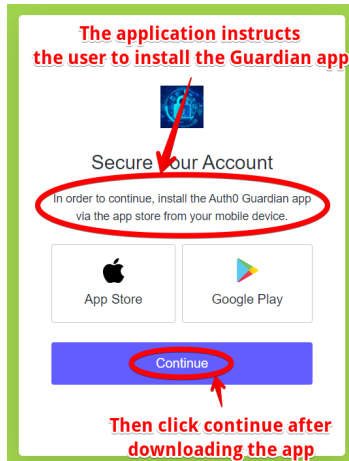 The application instructs
the user to install the Guardian app
Secure Your Account
In order to continue, install the Auth0 Guardian app
via the app store from your mobile device.
App Store
Google Play
Continue
Then click continue after
downloading the app